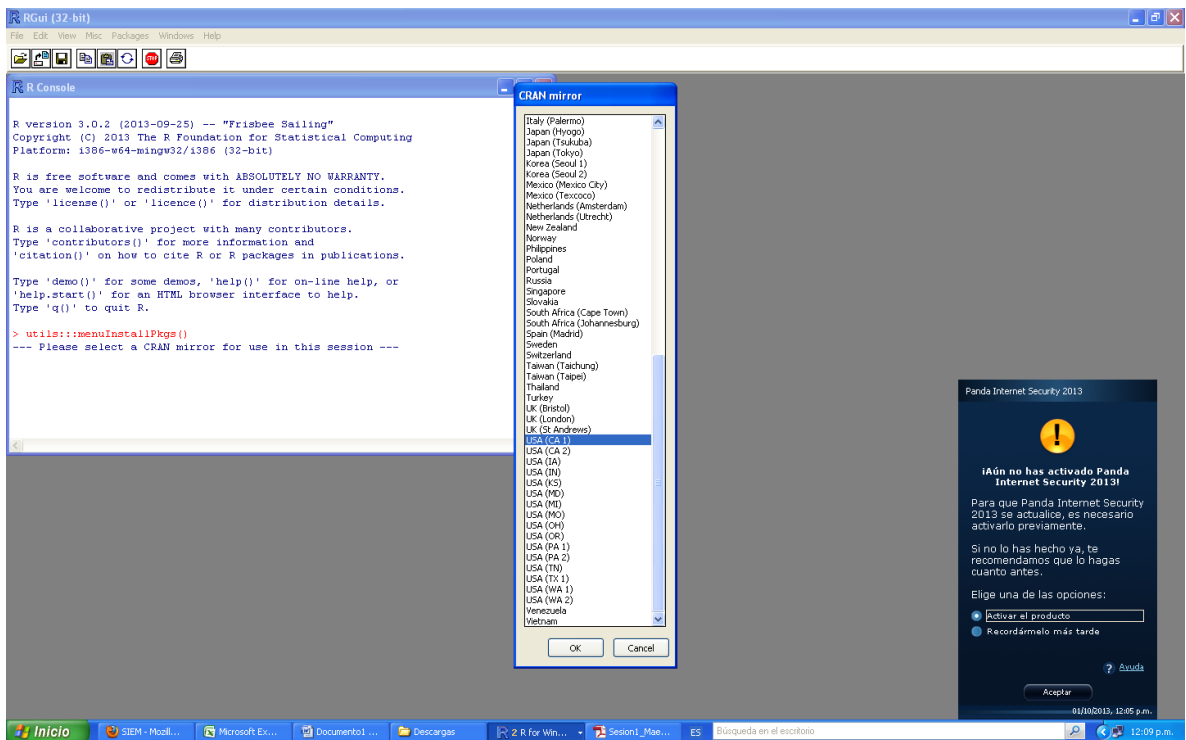 RGui (32-bit)
File Edit View Misc Packages Windows Help
R Console
R version 3.0.2 (2013-09-25) -- "Frisbee Sailing"
Copyright (C) 2013 The R Foundation for Statistical Computing
Platform: i386-w64-mingw32/i386 (32-bit)
R is free software and comes with ABSOLUTELY NO WARRANTY.
You are welcome to redistribute it under certain conditions.
Type 'license()' or 'licence()' for distribution details.
R is a collaborative project with many contributors.
Type 'contributors()' for more information and
'citation()' on how to cite R or R packages in publications.
Type 'demo()' for some demos, 'help()' for on-line help, or
'help.start()' for an HTML browser interface to help.
Type 'q()' to quit R.
> utils:::menuInstallPkgs()
--- Please select a CRAN mirror for use in this session ---
CRAN mirror
Italy (Palermo)
Japan (Hyogo)
Japan (Tsukuba)
Japan (Tokyo)
Korea (Seoul 1)
Korea (Seoul 2)
Mexico (Mexico City)
Mexico (Texcoco)
Netherlands (Amsterdam)
Netherlands (Utrecht)
New Zealand
Norway
Philippines
Poland
Portugal
Russia
Singapore
Slovakia
South Africa (Cape Town)
South Africa (Johannesburg)
Spain (Madrid)
Sweden
Switzerland
Taiwan (Taichung)
Taiwan (Taipei)
Thailand
Turkey
UK (Bristol)
UK (London)
UK (St Andrews)
USA (CA 1)
USA (CA 2)
USA (IA)
USA (IN)
USA (KS)
USA (MD)
USA (MI)
USA (MO)
USA (OH)
USA (OR)
USA (PA 1)
USA (PA 2)
USA (TN)
USA (TX 1)
USA (WA 1)
USA (WA 2)
Venezuela
Vietnam
OK Cancel
Panda Internet Security 2013
¡Aún no has activado Panda
Internet Security 2013!
Para que Panda Internet Security
2013 se actualice, es necesario
activarlo previamente.
Si no lo has hecho ya, te
recomendamos que lo hagas
cuanto antes.
Elige una de las opciones:
Activar el producto
Recordármelo más tarde
? Ayuda
Aceptar
01/10/2013, 12:05 p.m.
Inicio SIEM - Mozill... Microsoft Ex... Documento1 ... Descargas 2 R for Win... Sesion1_Mae... ES Búsqueda en el escritorio 12:09 p.m.